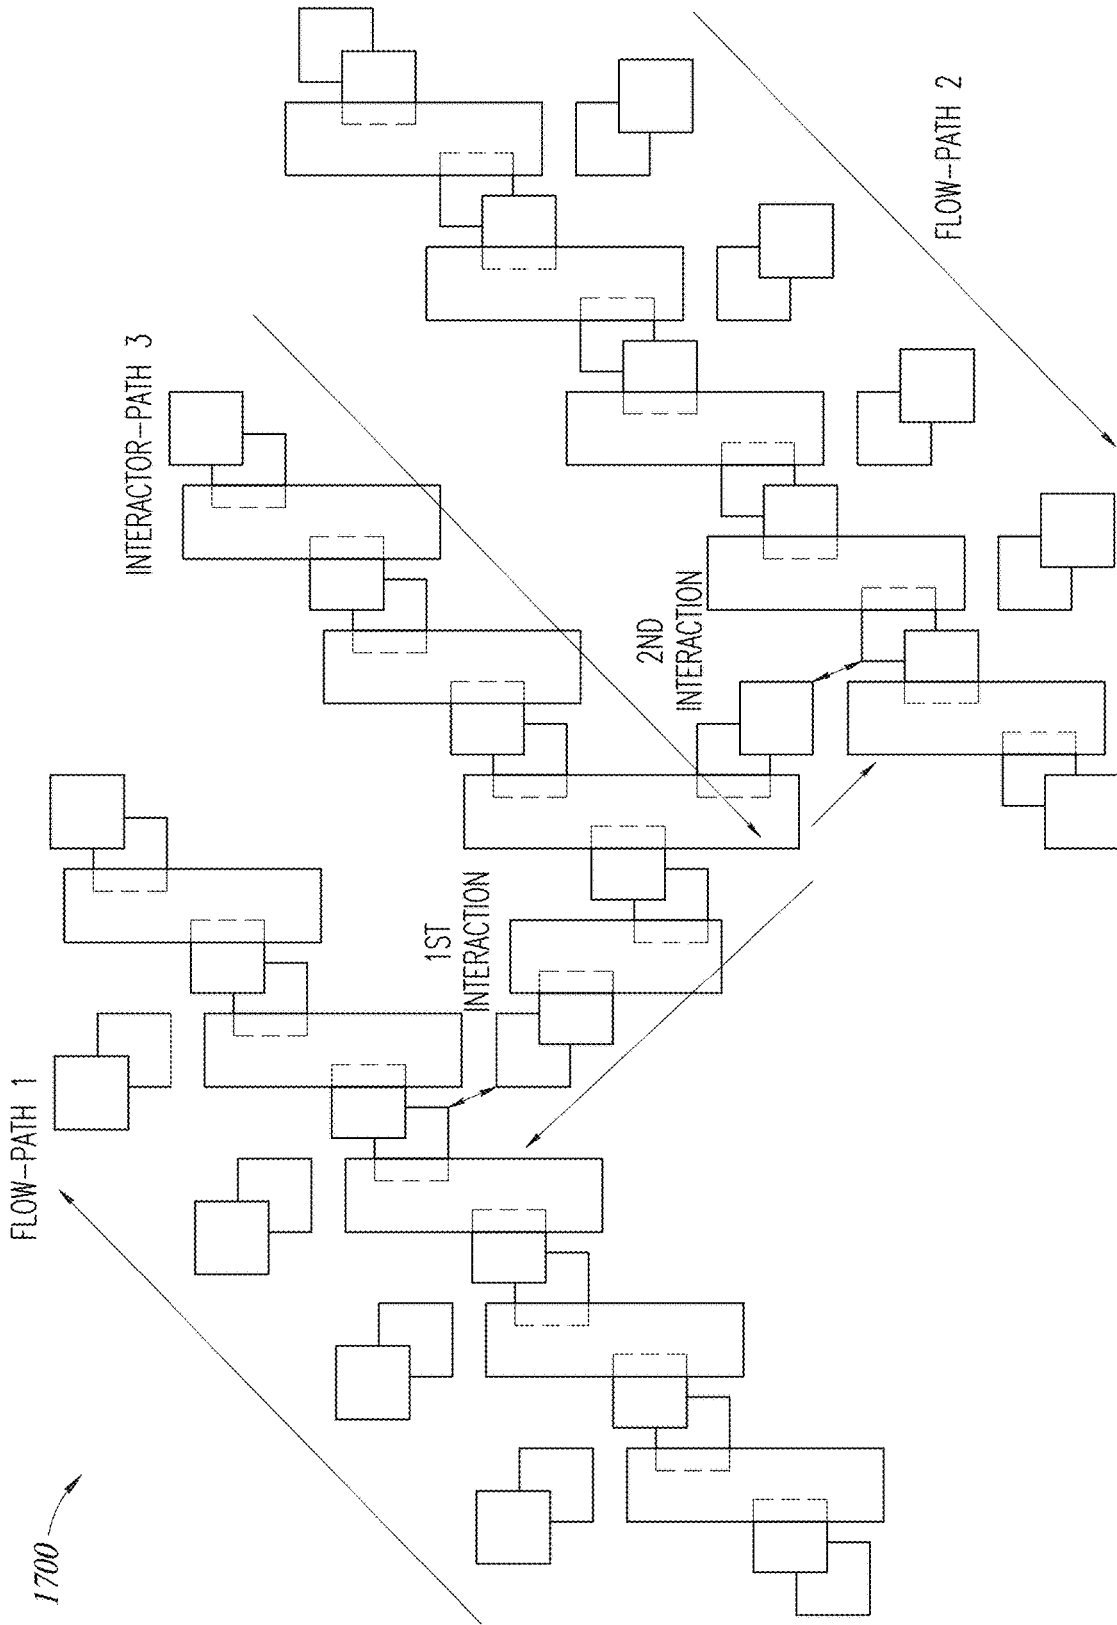 1700
FLOW-PATH 1
INTERACTOR-PATH 3
1ST
INTERACTION
2ND
INTERACTION
FLOW-PATH 2